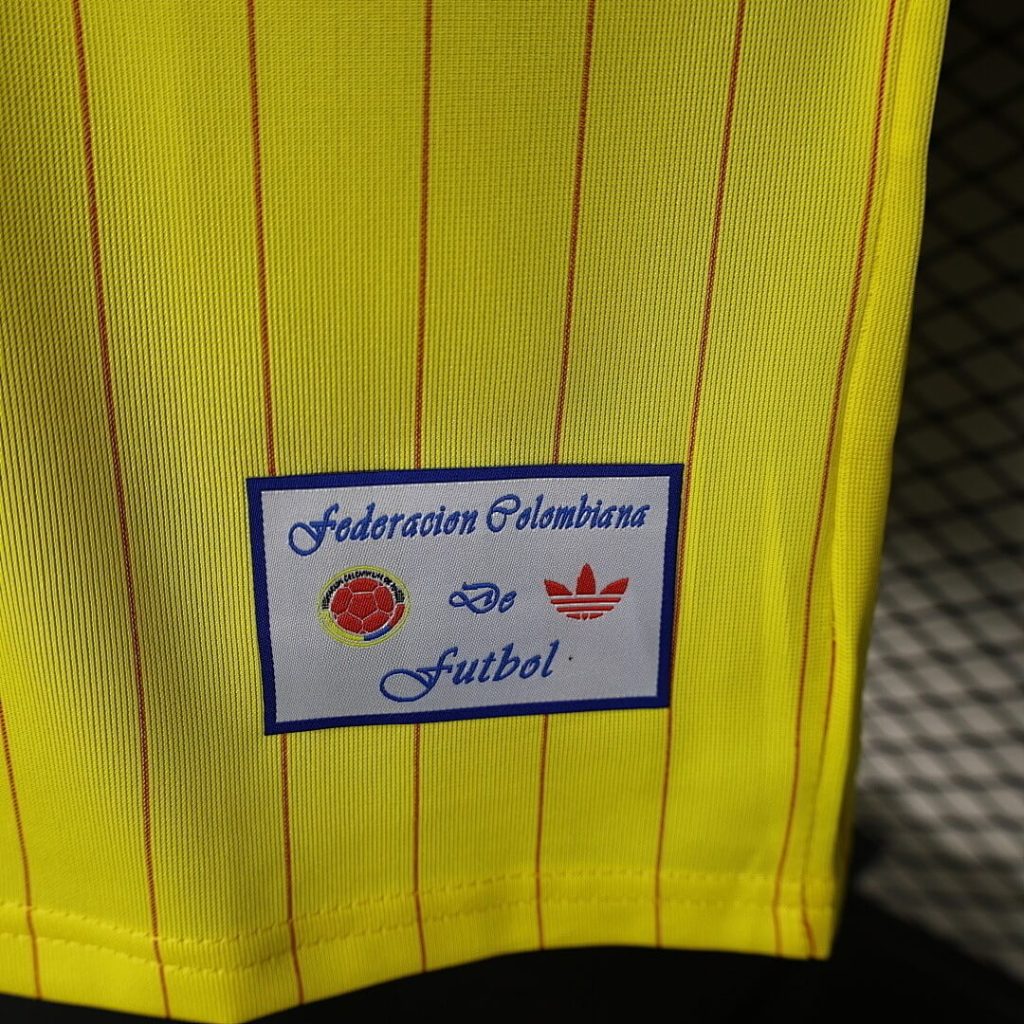 Federacion Colombiana
De
Futbol